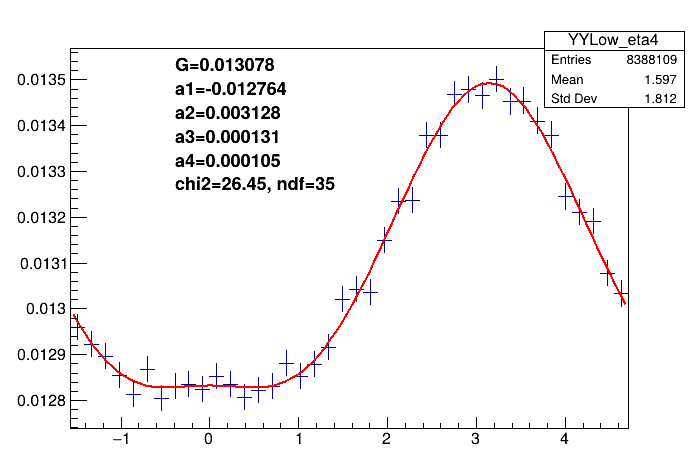 YYLow_eta4
Entries 8388109
Mean 1.597
Std Dev 1.812
G=0.013078
a1=-0.012764
a2=0.003128
a3=0.000131
a4=0.000105
chi2=26.45, ndf=35
0.0135
0.0134
0.0133
0.0132
0.0131
0.013
0.0129
0.0128
−1 0 1 2 3 4